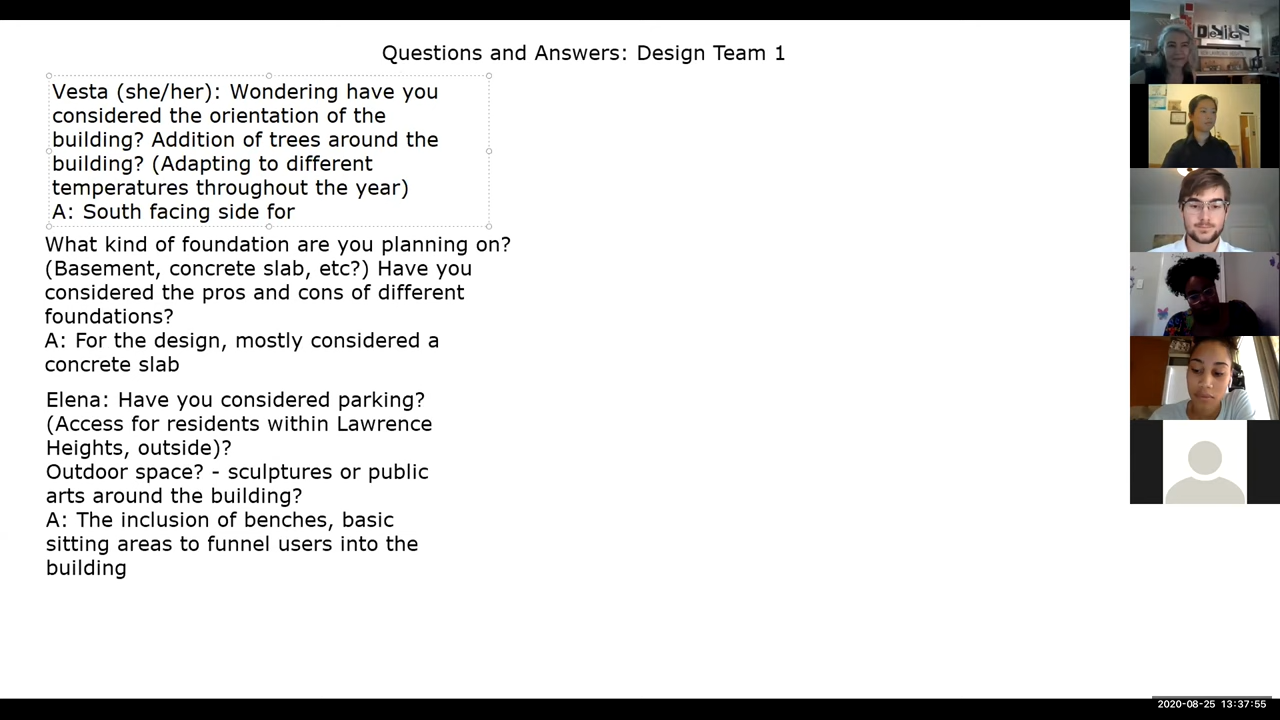 Questions and Answers: Design Team 1
Vesta (she/her): Wondering have you
considered the orientation of the
building? Addition of trees around the
building? (Adapting to different
temperatures throughout the year)
A: South facing side for
What kind of foundation are you planning on?
(Basement, concrete slab, etc?) Have you
considered the pros and cons of different
foundations?
A: For the design, mostly considered a
concrete slab
Elena: Have you considered parking?
(Access for residents within Lawrence
Heights, outside)?
Outdoor space? - sculptures or public
arts around the building?
A: The inclusion of benches, basic
sitting areas to funnel users into the
building
2020-08-25 13:37:55